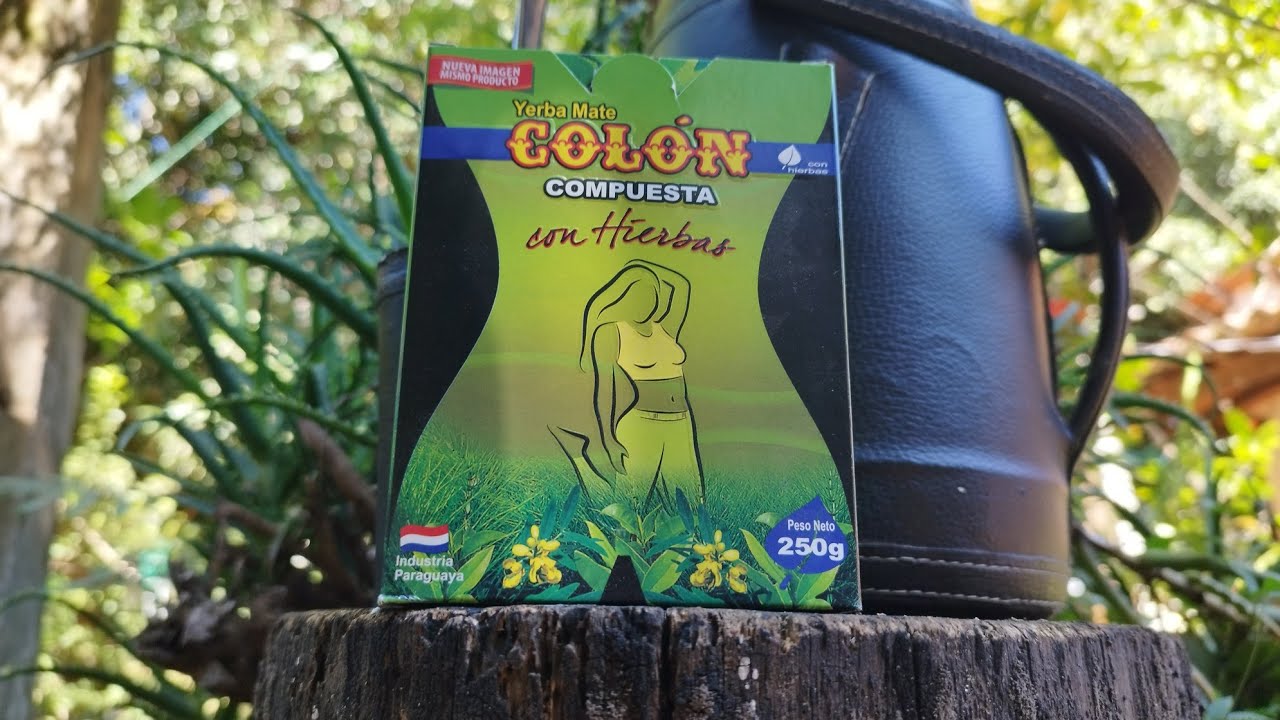 NUEVA IMAGEN
MISMO PRODUCTO
Yerba Mate
COLÓN
con
hierbas
COMPUESTA
con Hierbas
Peso Neto
250g
Industria
Paraguaya